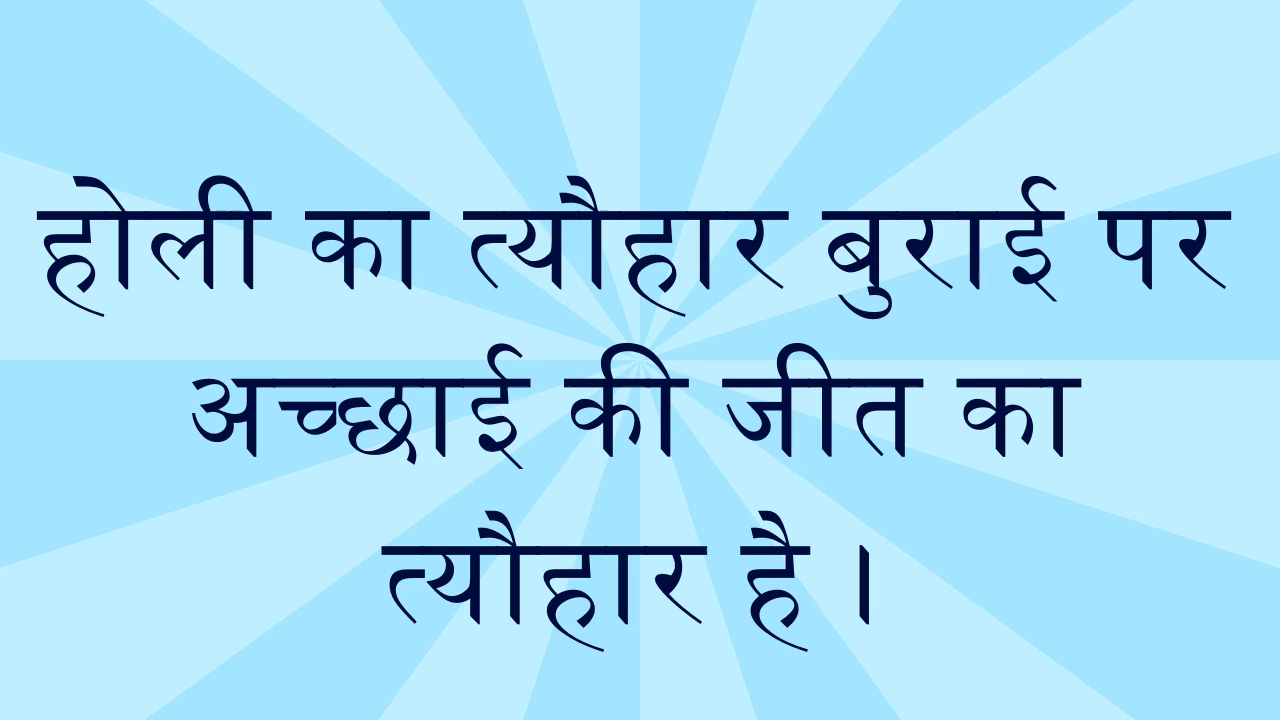 होली का त्यौहार बुराई पर
अच्छाई की जीत का
त्यौहार है ।